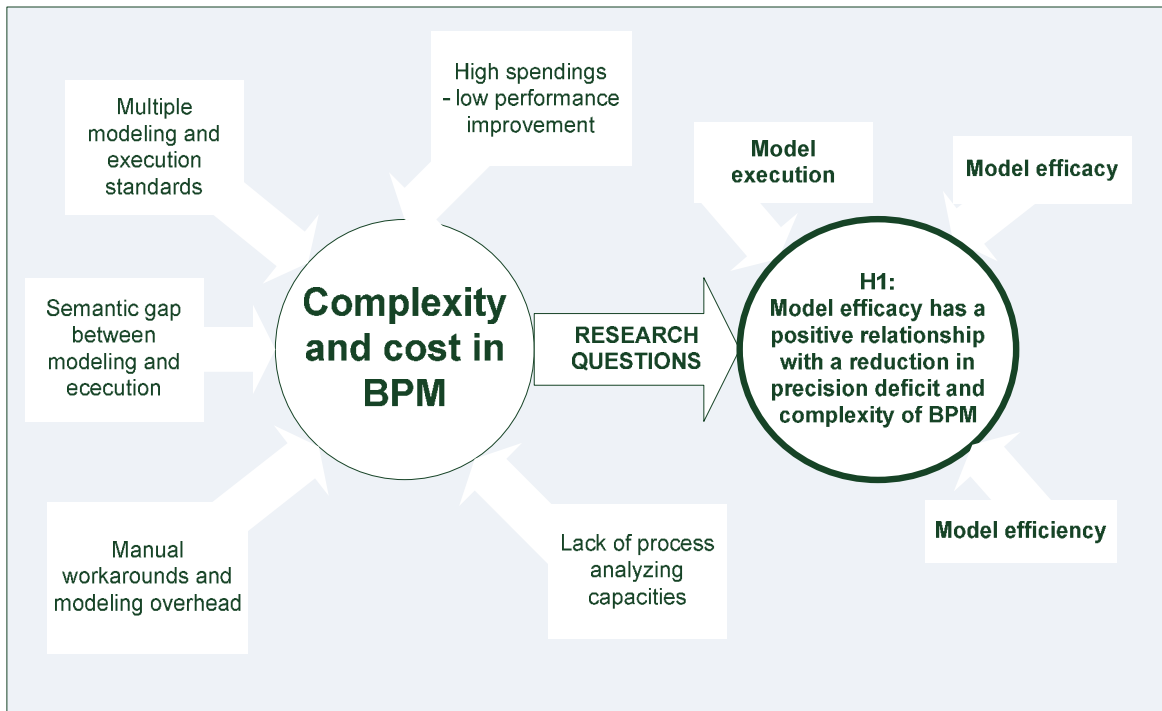 High spendings
- low performance
improvement
Multiple
modeling and
execution
standards
Semantic gap
between
modeling and
ececution
Manual
workarounds and
modeling overhead
Lack of process
analyzing
capacities
Complexity
and cost in
BPM
RESEARCH
QUESTIONS
Model
execution
Model efficacy
H1:
Model efficacy has a
positive relationship
with a reduction in
precision deficit and
complexity of BPM
Model efficiency